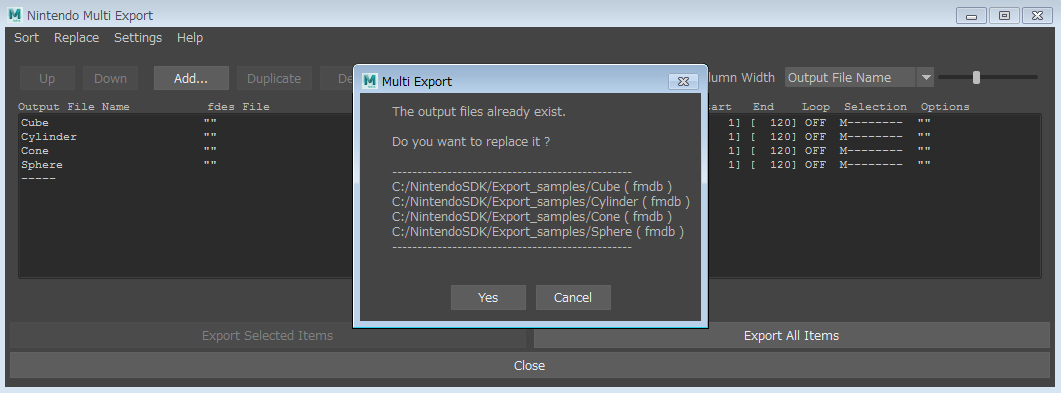 Nintendo Multi Export
Sort Replace Settings Help
Up Down Add... Duplicate Column Width Output File Name
Output File Name fdes File End Loop Selection Options
Cube "" 1] [ 120] OFF M-------- ""
Cylinder "" 1] [ 120] OFF M-------- ""
Cone "" 1] [ 120] OFF M-------- ""
Sphere "" 1] [ 120] OFF M-------- ""
-----
Multi Export
The output files already exist.
Do you want to replace it ?
------------------------------------------------
C:/NintendoSDK/Export_samples/Cube ( fmdb )
C:/NintendoSDK/Export_samples/Cylinder ( fmdb )
C:/NintendoSDK/Export_samples/Cone ( fmdb )
C:/NintendoSDK/Export_samples/Sphere ( fmdb )
------------------------------------------------
Yes Cancel
Export Selected Items Export All Items
Close